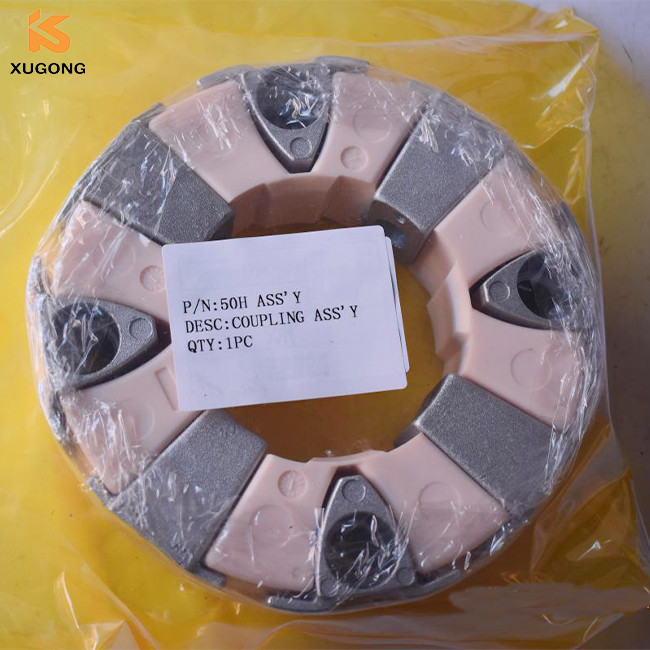 XUGONG
P/N:50H ASS'Y
DESC:COUPLING ASS'Y
QTY:1PC